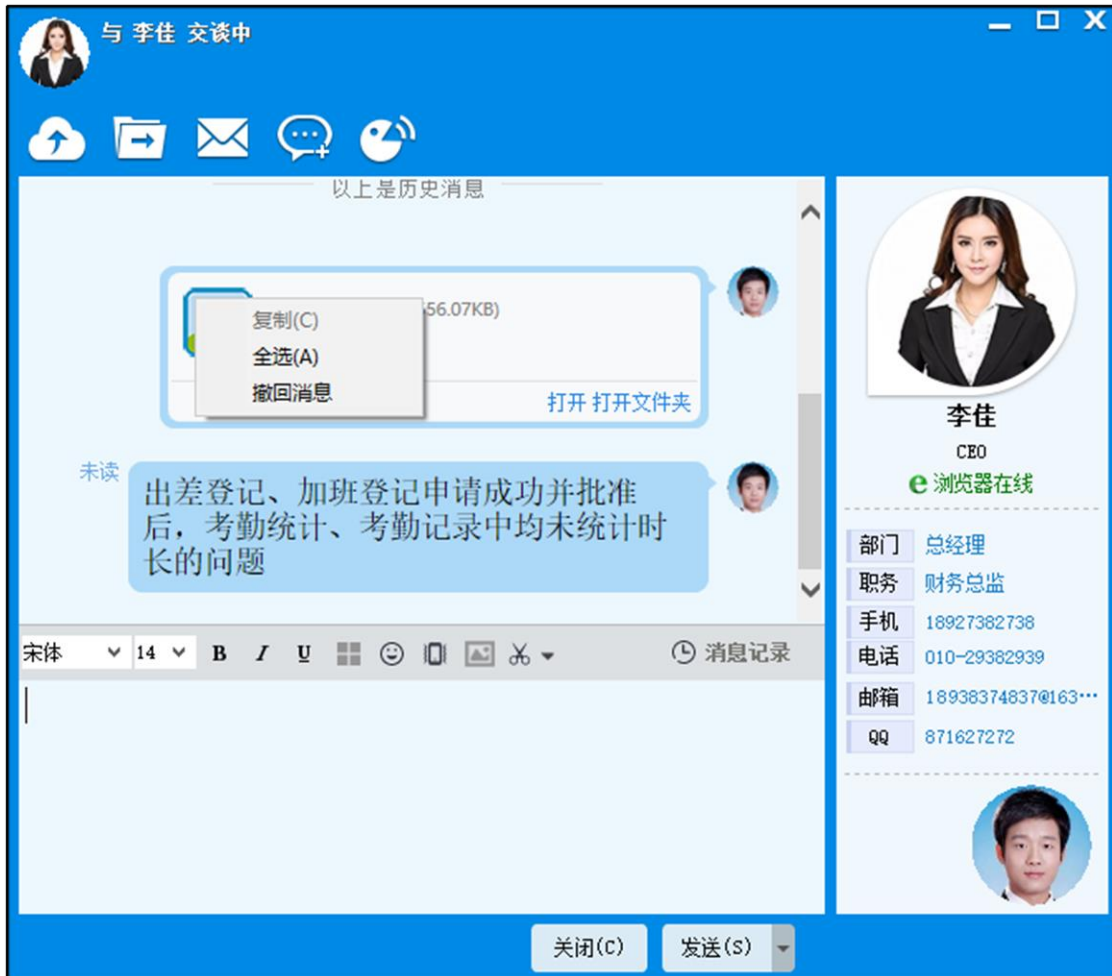 与 李佳 交谈中
以上是历史消息
56.07KB)
复制(C)
全选(A)
撤回消息
打开 打开文件夹
未读
出差登记、加班登记申请成功并批准
后，考勤统计、考勤记录中均未统计时
长的问题
宋体 14 B I U 消息记录
关闭(C) 发送(S)
李佳
CEO
浏览器在线
部门 总经理
职务 财务总监
手机 18927382738
电话 010-29382939
邮箱 18938374837@163…
QQ 871627272